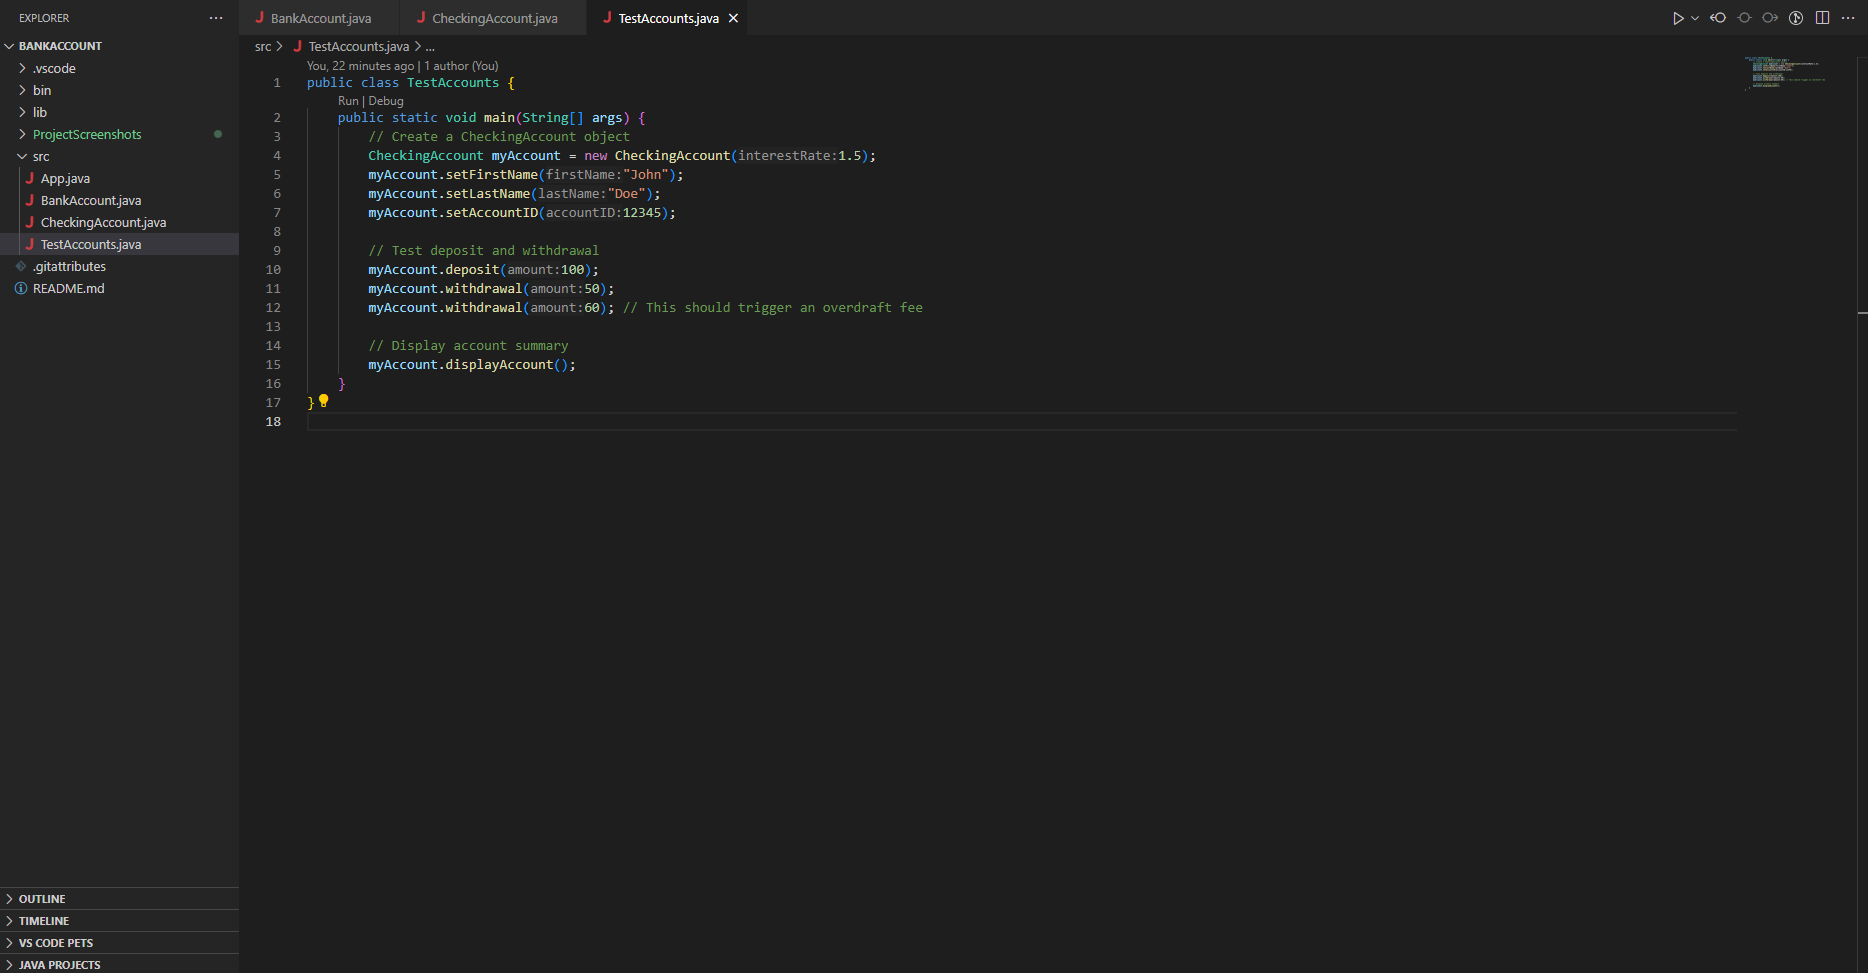 EXPLORER
BANKACCOUNT
.vscode
bin
lib
ProjectScreenshots
src
App.java
BankAccount.java
CheckingAccount.java
TestAccounts.java
.gitattributes
README.md
OUTLINE
TIMELINE
VS CODE PETS
JAVA PROJECTS
BankAccount.java CheckingAccount.java TestAccounts.java
src > TestAccounts.java > ...
You, 22 minutes ago | 1 author (You)
1 public class TestAccounts {
Run | Debug
2 public static void main(String[] args) {
3 // Create a CheckingAccount object
4 CheckingAccount myAccount = new CheckingAccount(interestRate:1.5);
5 myAccount.setFirstName(firstName:"John");
6 myAccount.setLastName(lastName:"Doe");
7 myAccount.setAccountID(accountID:12345);
8
9 // Test deposit and withdrawal
10 myAccount.deposit(amount:100);
11 myAccount.withdrawal(amount:50);
12 myAccount.withdrawal(amount:60); // This should trigger an overdraft fee
13
14 // Display account summary
15 myAccount.displayAccount();
16 }
17 }
18